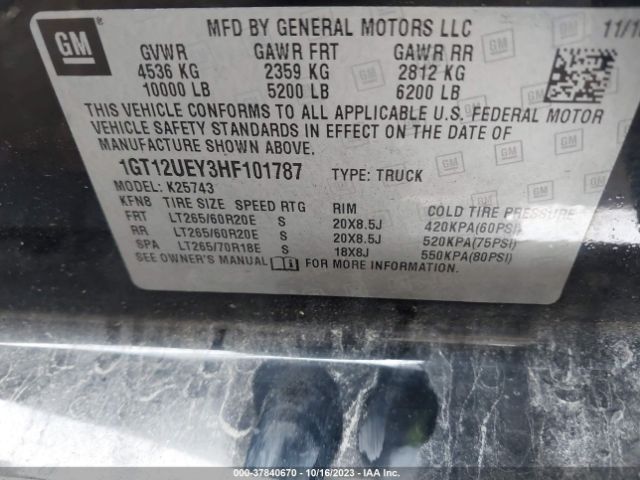 GM
MFD BY GENERAL MOTORS LLC
GVWR GAWR FRT GAWR RR
4536 KG 2359 KG 2812 KG
10000 LB 5200 LB 6200 LB
THIS VEHICLE CONFORMS TO ALL APPLICABLE U.S. FEDERAL MOTOR
VEHICLE SAFETY STANDARDS IN EFFECT ON THE DATE OF
MANUFACTURE SHOWN ABOVE.
1GT12UEY3HF101787 TYPE: TRUCK
MODEL: K25743
KFN8 TIRE SIZE SPEED RTG RIM COLD TIRE PRESSURE
FRT LT265/60R20E S 20X8.5J 420KPA(60PSI)
RR LT265/60R20E S 20X8.5J 520KPA(75PSI)
SPA LT265/70R18E S 18X8J 550KPA(80PSI)
SEE OWNER'S MANUAL FOR MORE INFORMATION.
000-37840670 / 10/16/2023 - IAA Inc.